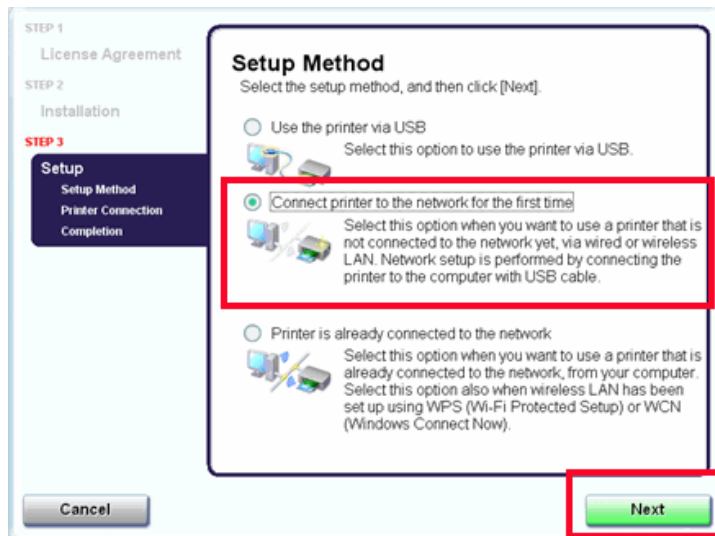 STEP 1
License Agreement
STEP 2
Installation
STEP 3
Setup
Setup Method
Printer Connection
Completion
Setup Method
Select the setup method, and then click [Next].
Use the printer via USB
Select this option to use the printer via USB.
Connect printer to the network for the first time
Select this option when you want to use a printer that is
not connected to the network yet, via wired or wireless
LAN. Network setup is performed by connecting the
printer to the computer with USB cable.
Printer is already connected to the network
Select this option when you want to use a printer that is
already connected to the network, from your computer.
Select this option also when wireless LAN has been
set up using WPS (Wi-Fi Protected Setup) or WCN
(Windows Connect Now).
Cancel
Next